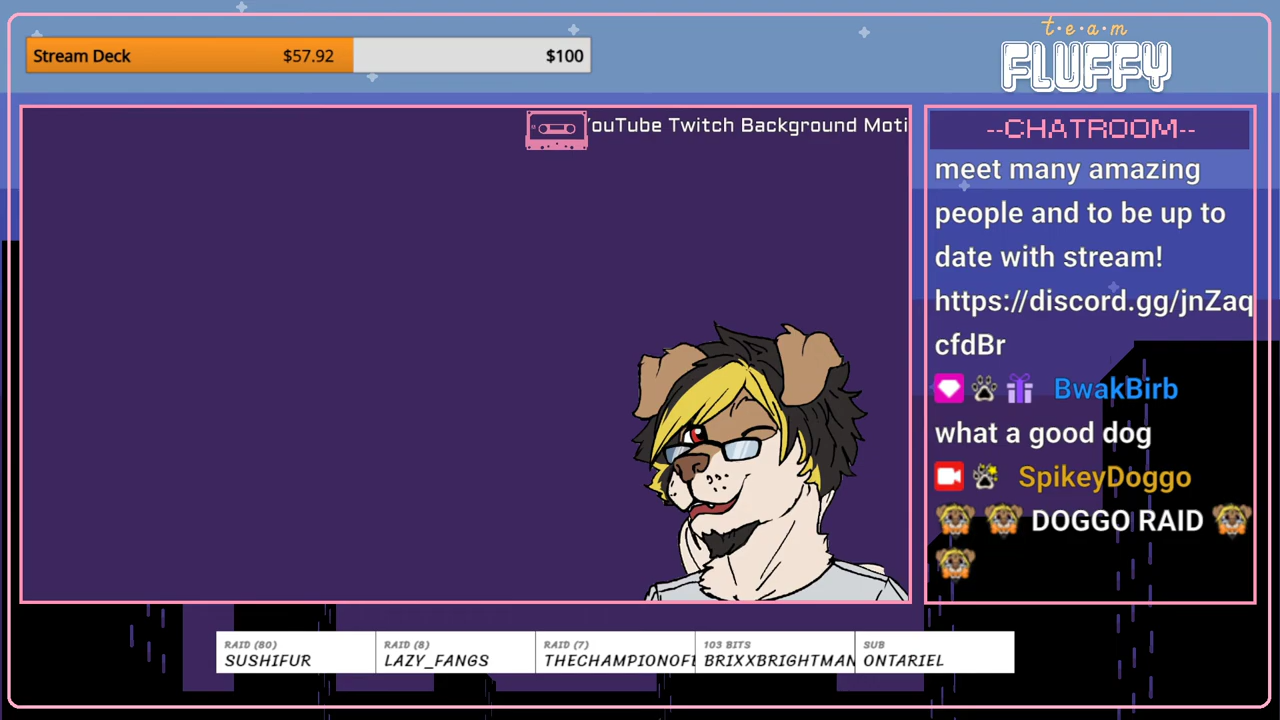 t·e·a·m
FLUFFY
Stream Deck $57.92 $100
YouTube Twitch Background Moti
--CHATROOM--
meet many amazing
people and to be up to
date with stream!
https://discord.gg/jnZaq
cfdBr
BwakBirb
what a good dog
SpikeyDoggo
DOGGO RAID
RAID (80)
SUSHIFUR
RAID (8)
LAZY_FANGS
RAID (7)
THECHAMPIONOF
103 BITS
BRIXXBRIGHTMAN
SUB
ONTARIEL